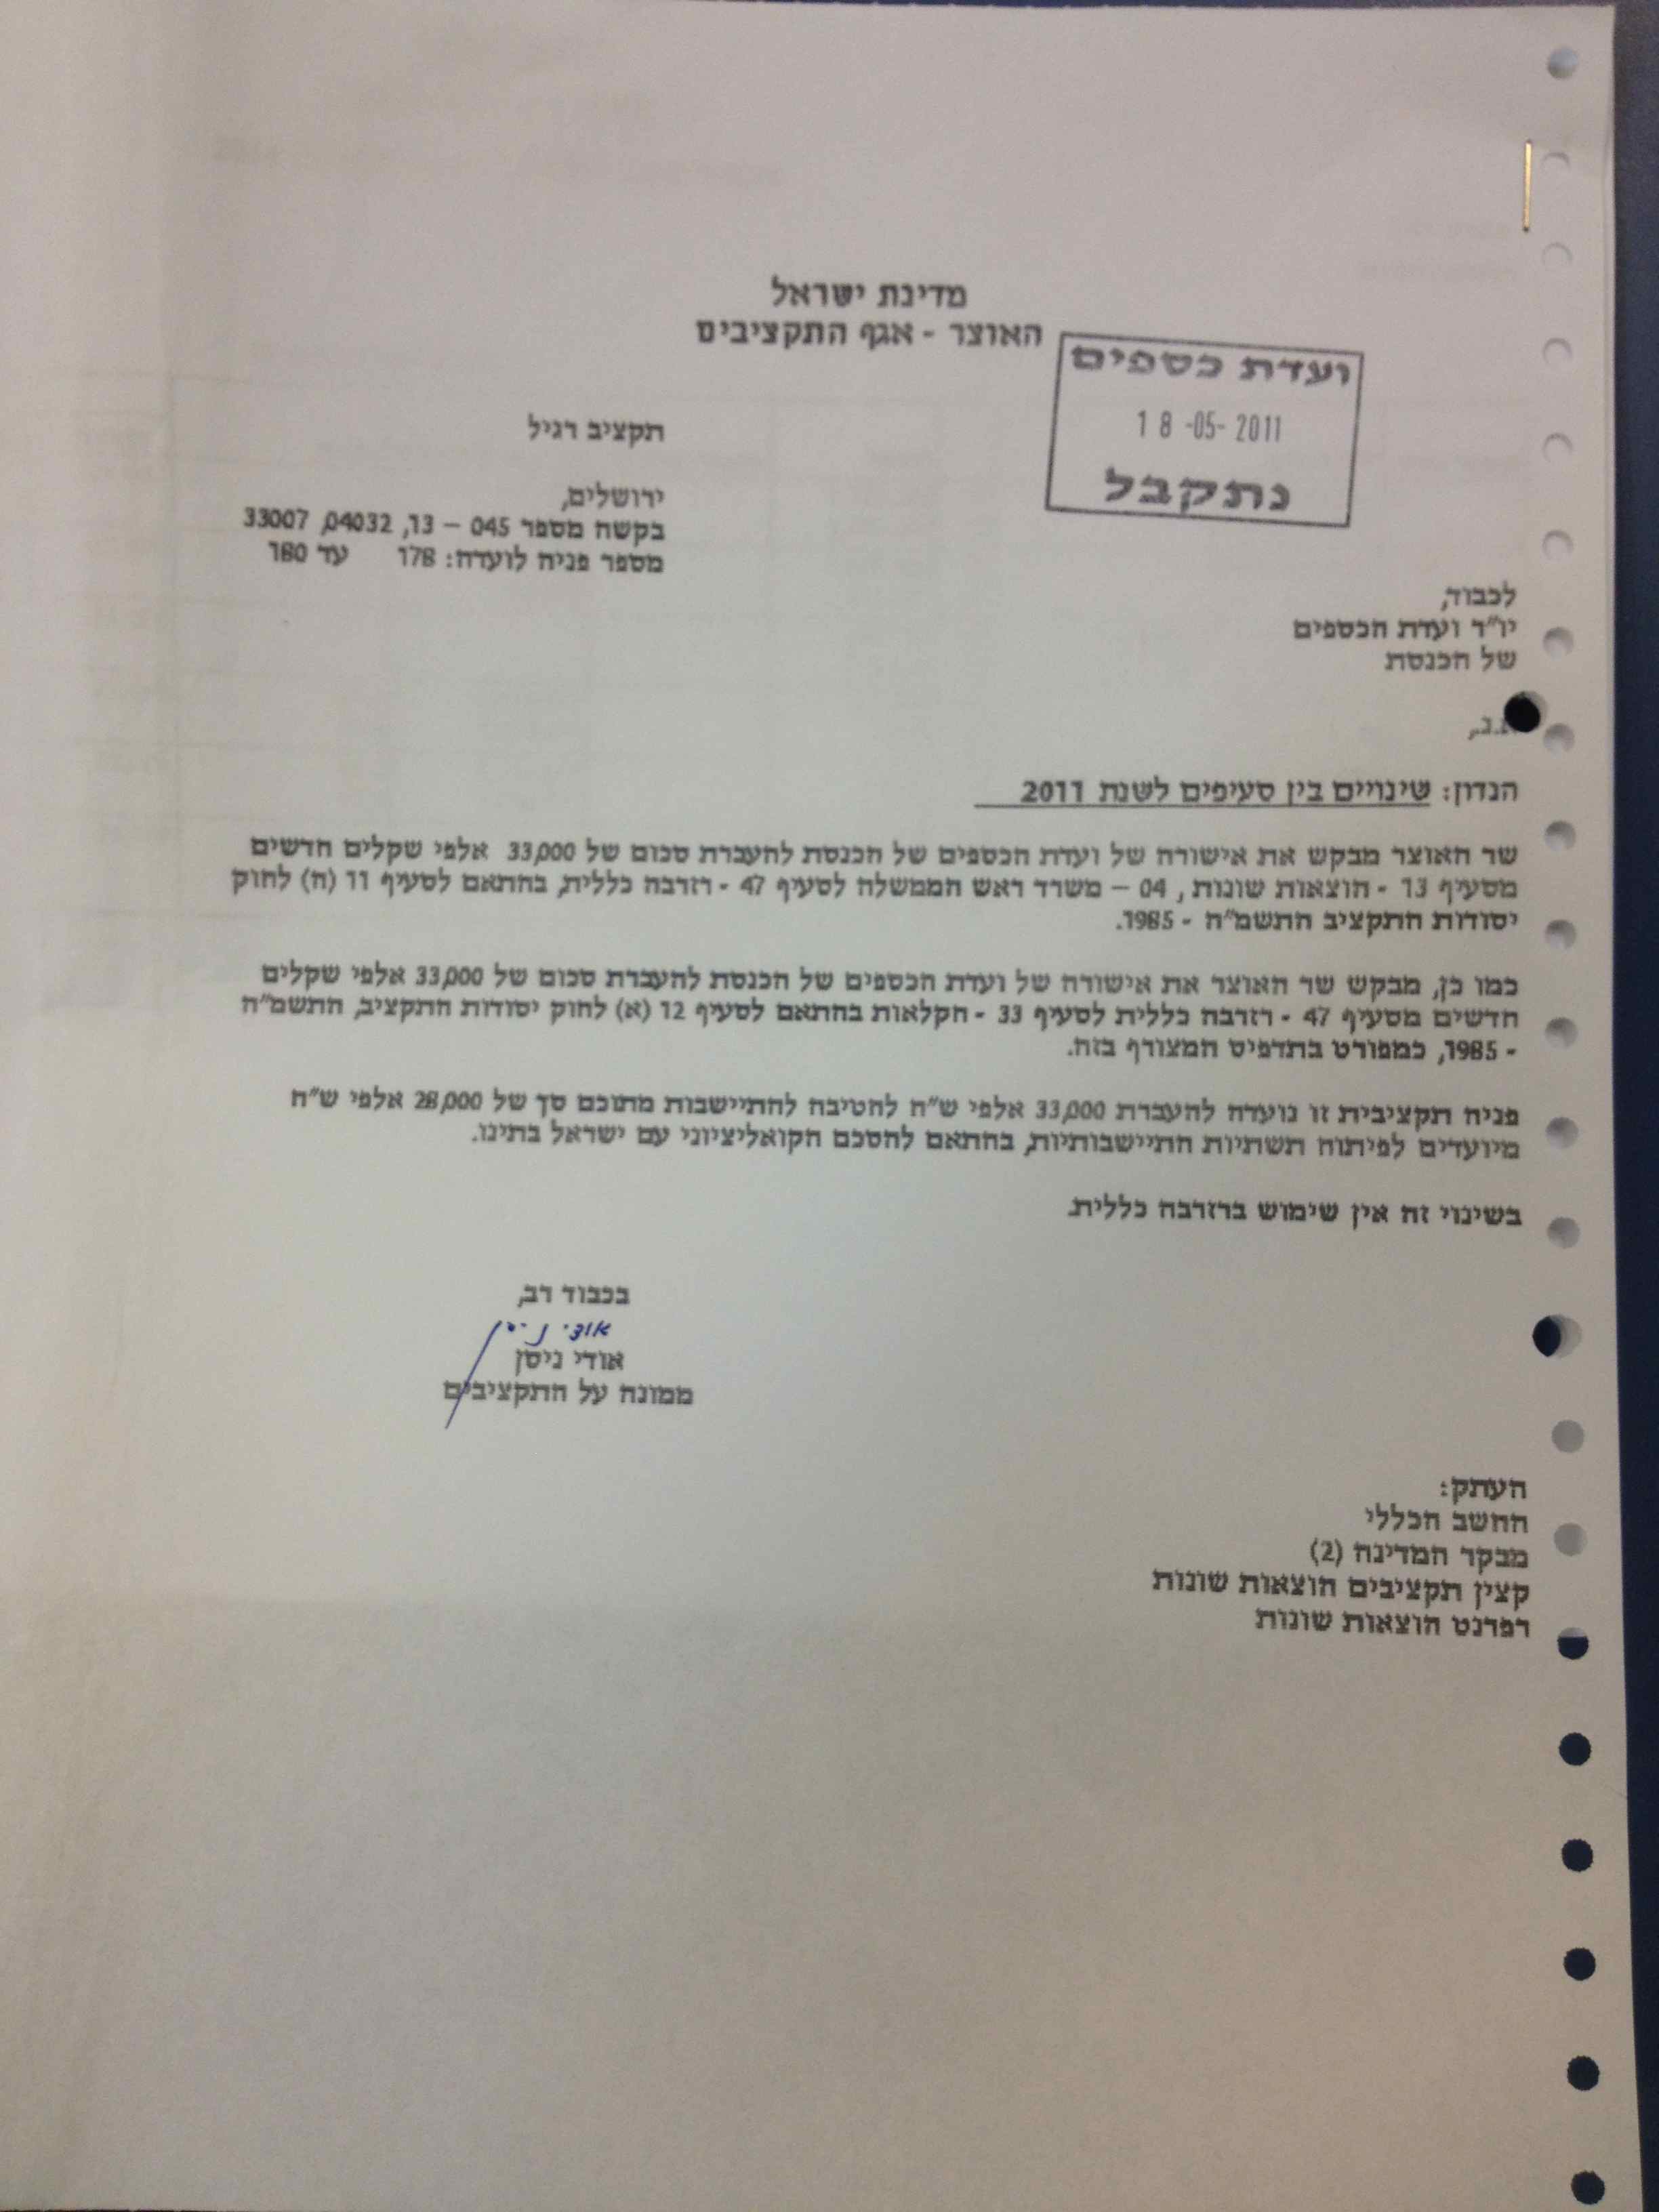 מדינת ישראל
האוצר - אגף התקציבים
ועדת כספים
18-05-2011
נתקבל
תקציב רגיל
ירושלים,
בקשה מספר 045 – 13, 04032, 33007
מספר פניה לועדה: 178 עד 180
לכבוד,
יו"ד ועדת הכספים
של הכנסת
א.נ.,
הנדון: שינויים בין סעיפים לשנת 2011
שר האוצר מבקש את אישורה של ועדת הכספים של הכנסת להעברת סכום של 33,000 אלפי שקלים חדשים
מסעיף 13 - הוצאות שונות, 04 – משרד ראש הממשלה לסעיף 47 - רזרבה כללית, בהתאם לסעיף 11 (ה) לחוק
יסודות התקציב התשמ"ה - 1985.
כמו כן, מבקש שר האוצר את אישורה של ועדת הכספים של הכנסת להעברת סכום של 33,000 אלפי שקלים
חדשים מסעיף 47 - רזרבה כללית לסעיף 33 - חקלאות בהתאם לסעיף 12 (א) לחוק יסודות התקציב, התשמ"ה
- 1985, כמפורט בתדפיס המצורף בזה.
פניה תקציבית זו נועדה להעברת 33,000 אלפי ש"ח לחטיבה להתיישבות מתוכם סך של 28,000 אלפי ש"ח
מיועדים לפיתוח תשתיות התיישבותיות, בהתאם להסכם הקואליציוני עם ישראל ביתינו.
בשינוי זה אין שימוש ברזרבה כללית.
בכבוד רב,
אודי ניסן
אודי ניסן
ממונה על התקציבים
העתק:
החשב הכללי
מבקר המדינה (2)
קצין תקציבים הוצאות שונות
רפרנט הוצאות שונות